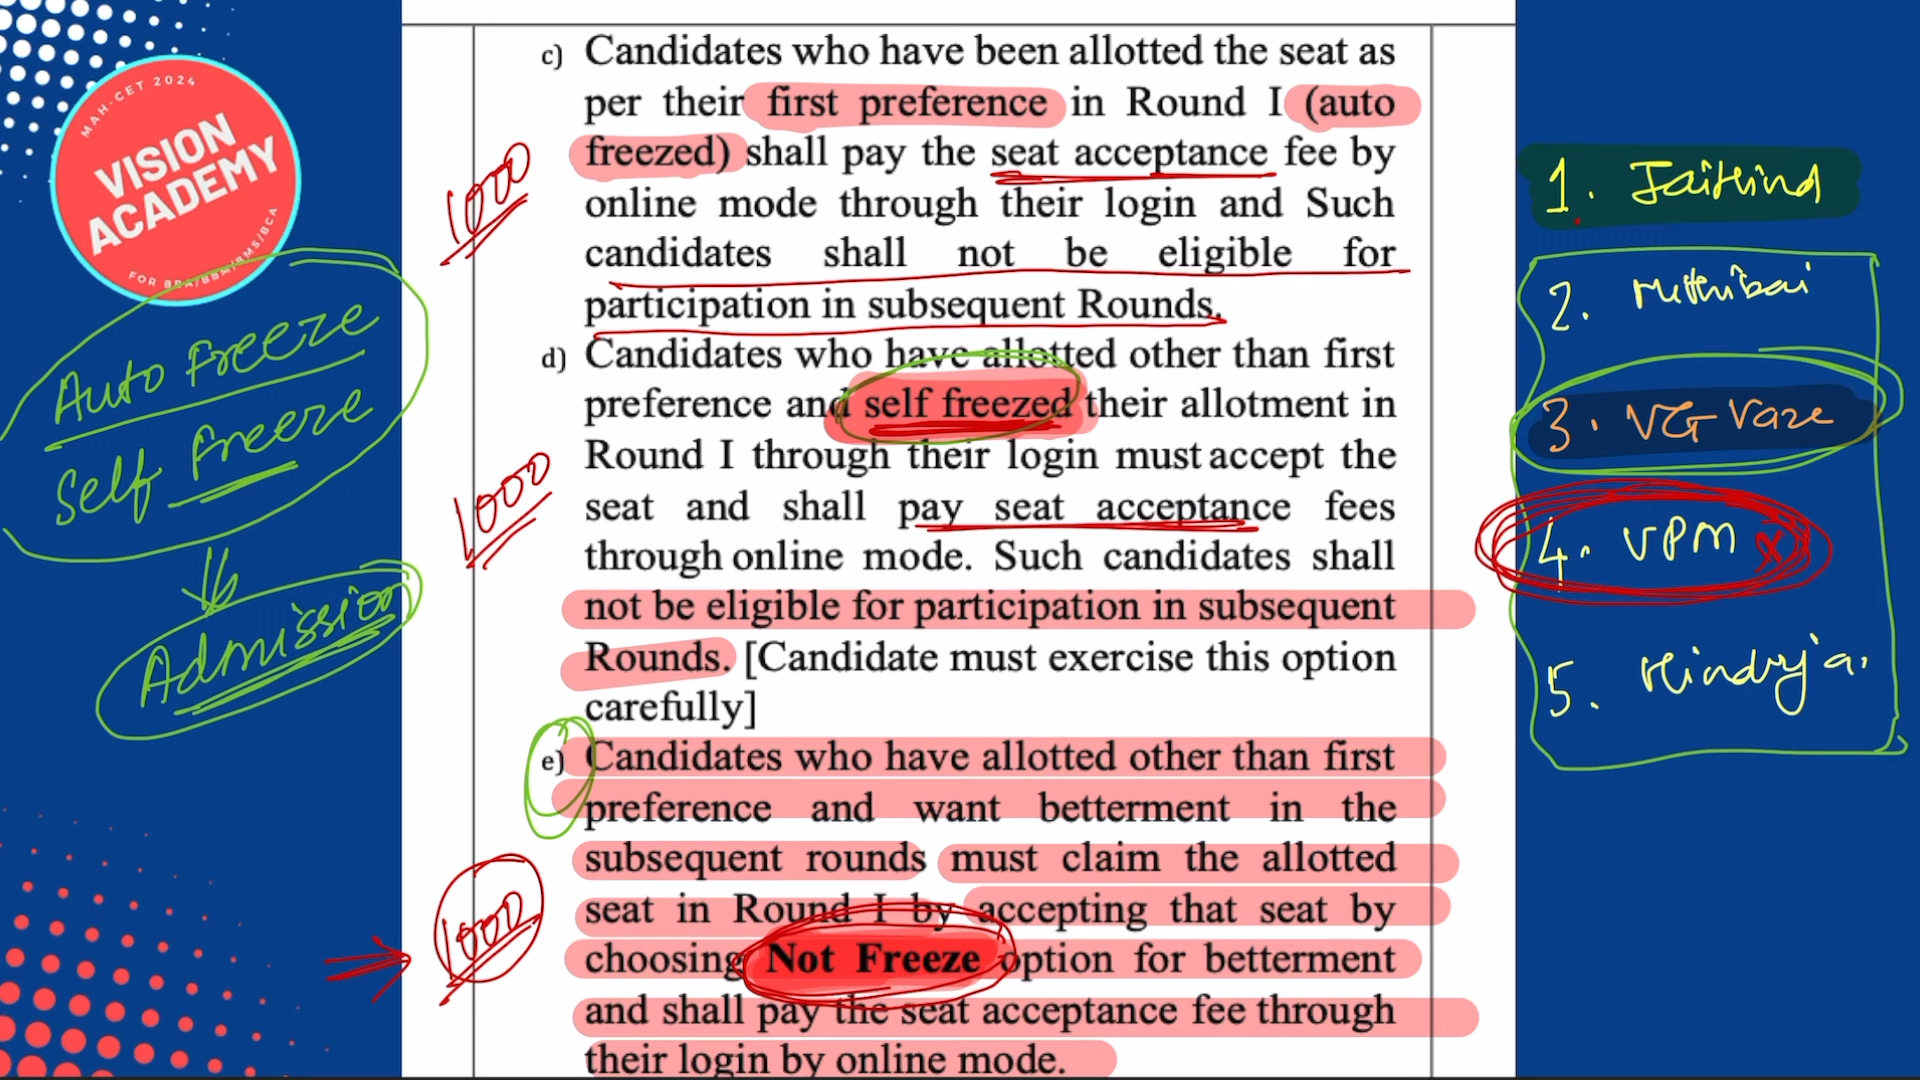 MAH-CET 2024
VISION
ACADEMY
FOR BBA/BBM/BMS/BCA
Auto Freeze
Self Freeze
Admission
1000
1000
1000
c) Candidates who have been allotted the seat as
per their first preference in Round I (auto
freezed) shall pay the seat acceptance fee by
online mode through their login and Such
candidates shall not be eligible for
participation in subsequent Rounds.
d) Candidates who have allotted other than first
preference and self freezed their allotment in
Round I through their login must accept the
seat and shall pay seat acceptance fees
through online mode. Such candidates shall
not be eligible for participation in subsequent
Rounds. [Candidate must exercise this option
carefully]
e) Candidates who have allotted other than first
preference and want betterment in the
subsequent rounds must claim the allotted
seat in Round I by accepting that seat by
choosing Not Freeze option for betterment
and shall pay the seat acceptance fee through
their login by online mode.
1. JaiHind
2. Mithibai
3. VG Vaze
4. VPM X
5. Hinduja.